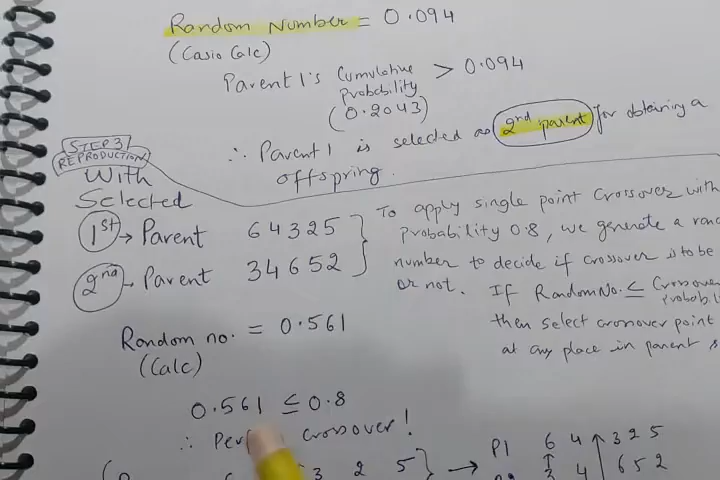 Random Number = 0.094
(Casio Calc)
Parent 1's Cumulative Probability > 0.094
(0.2043)
∴ Parent 1 is selected as 2nd parent for obtaining a
offspring.
STEP 3
REPRODUCTION
With
Selected
1st → Parent 64325
2nd → Parent 34652
To apply single point Crossover with
probability 0.8, we generate a
number to decide if crossover is to be
or not. If Random No. ≤
then select crossover point
at any place in parent
Random no. = 0.561
(Calc)
0.561 ≤ 0.8
∴ crossover!
3 2 5 } → P1 6 4 3 2 5
3 4 6 5 2